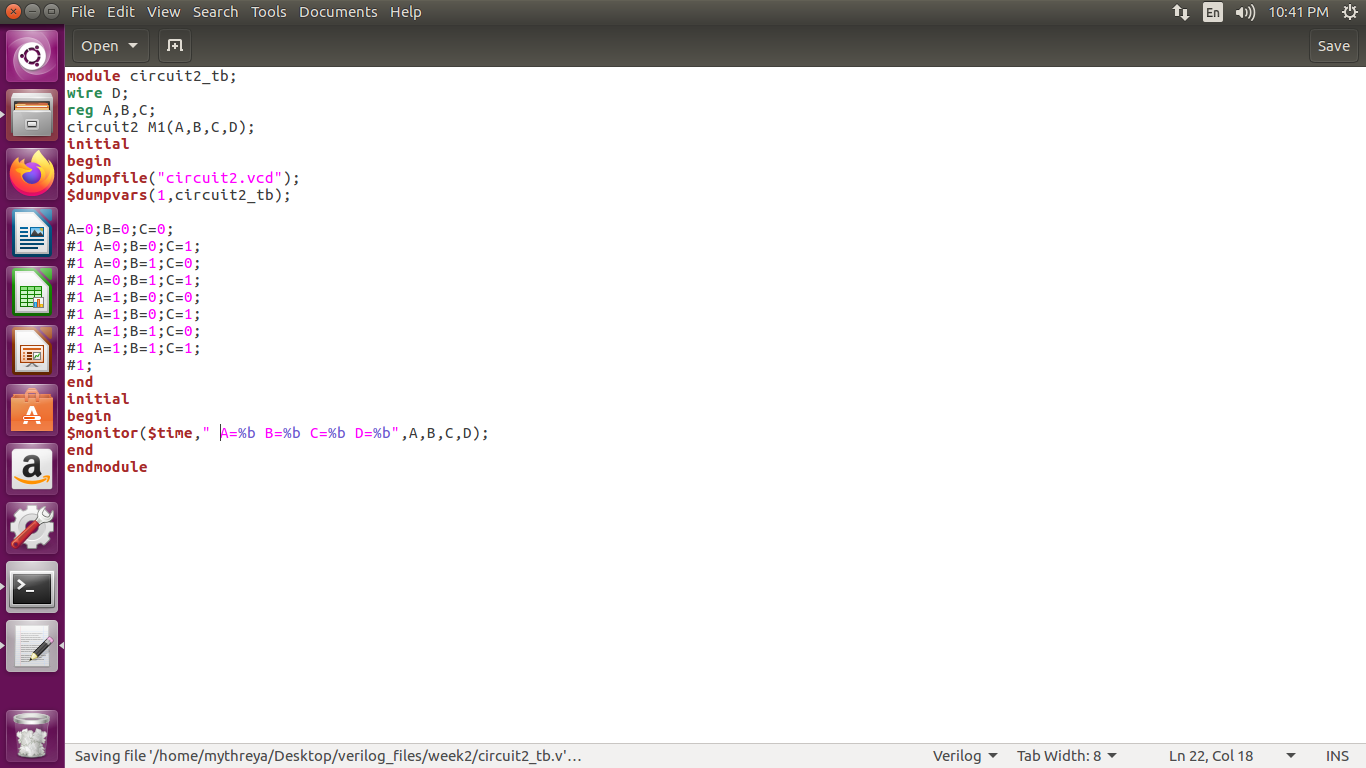 File Edit View Search Tools Documents Help En 10:41 PM
Open Save
module circuit2_tb;
wire D;
reg A,B,C;
circuit2 M1(A,B,C,D);
initial
begin
$dumpfile("circuit2.vcd");
$dumpvars(1,circuit2_tb);
A=0;B=0;C=0;
#1 A=0;B=0;C=1;
#1 A=0;B=1;C=0;
#1 A=0;B=1;C=1;
#1 A=1;B=0;C=0;
#1 A=1;B=0;C=1;
#1 A=1;B=1;C=0;
#1 A=1;B=1;C=1;
#1;
end
initial
begin
$monitor($time," A=%b B=%b C=%b D=%b",A,B,C,D);
end
endmodule
Saving file '/home/mythreya/Desktop/verilog_files/week2/circuit2_tb.v'… Verilog Tab Width: 8 Ln 22, Col 18 INS